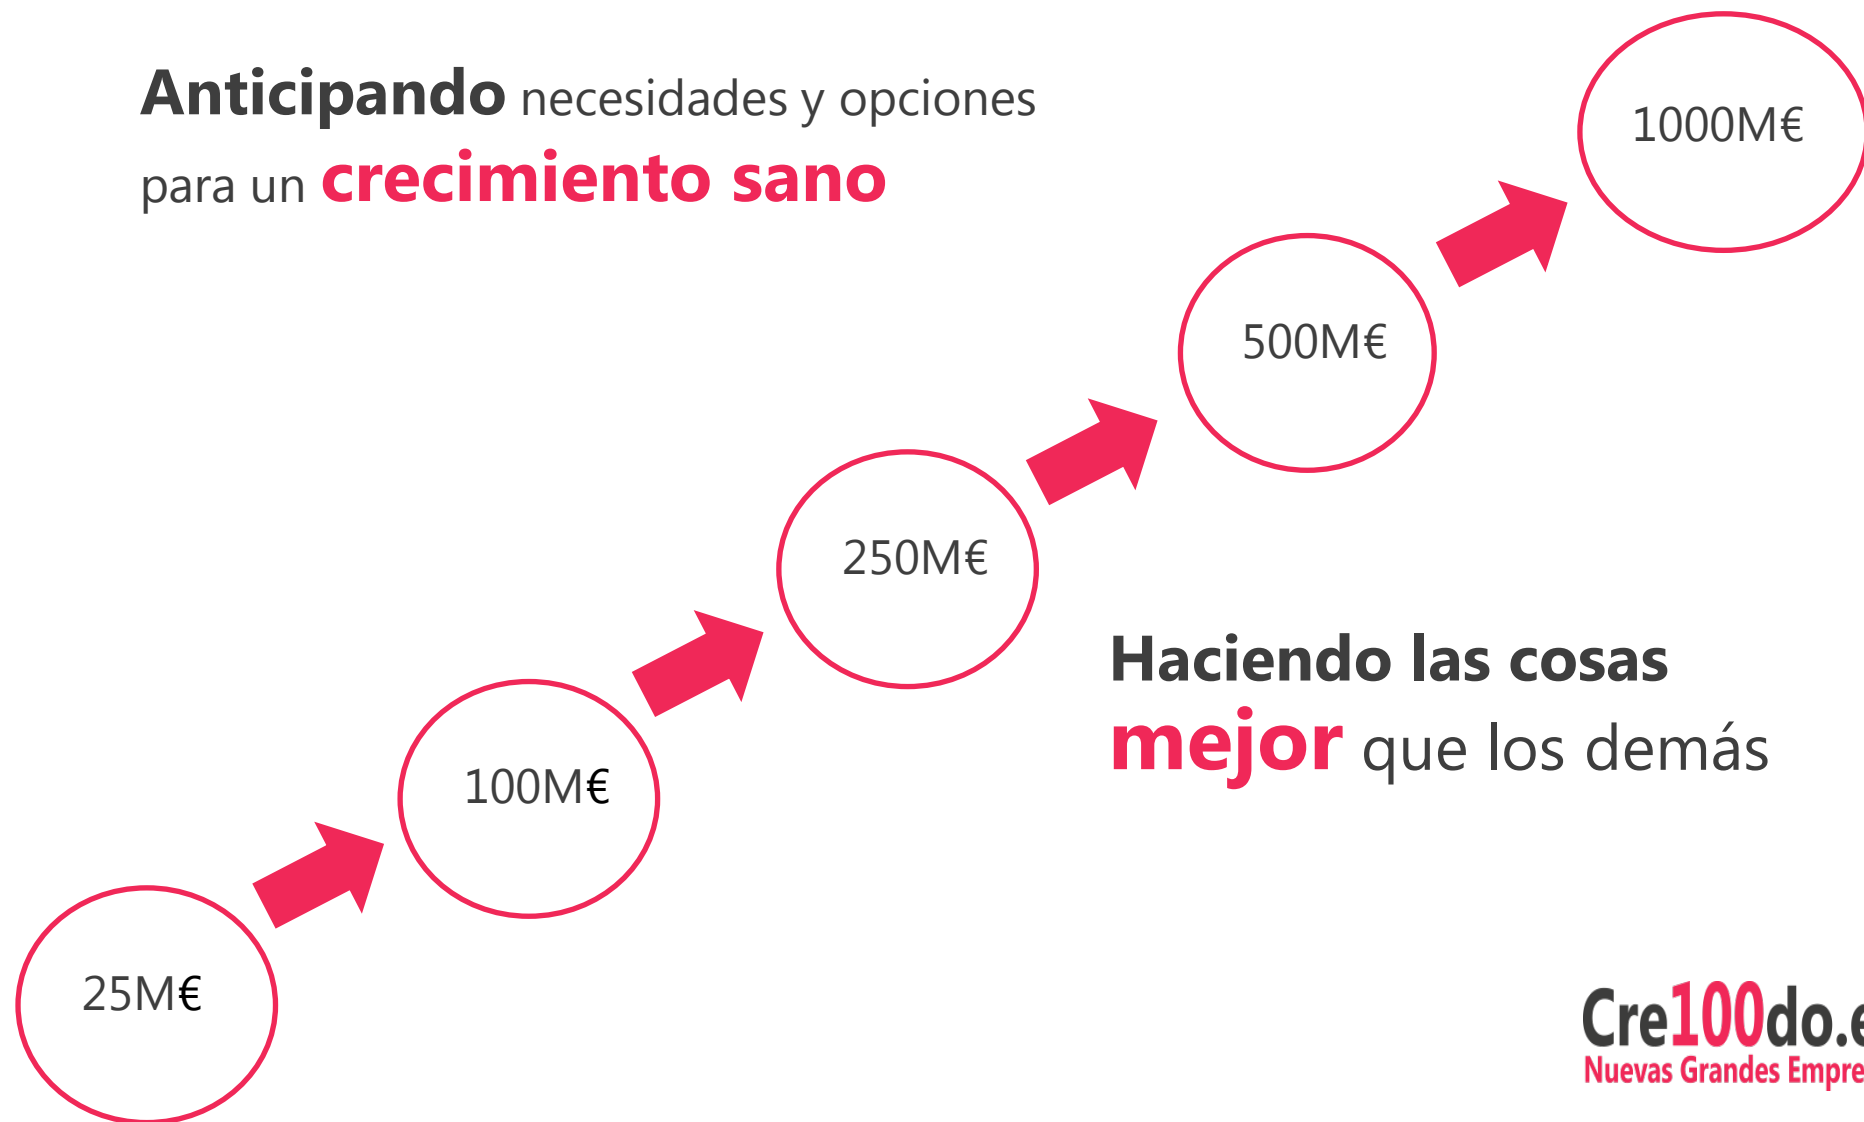 Anticipando necesidades y opciones
para un crecimiento sano
1000M€
500M€
250M€
Haciendo las cosas
mejor que los demás
100M€
25M€
Cre100do.e
Nuevas Grandes Empre